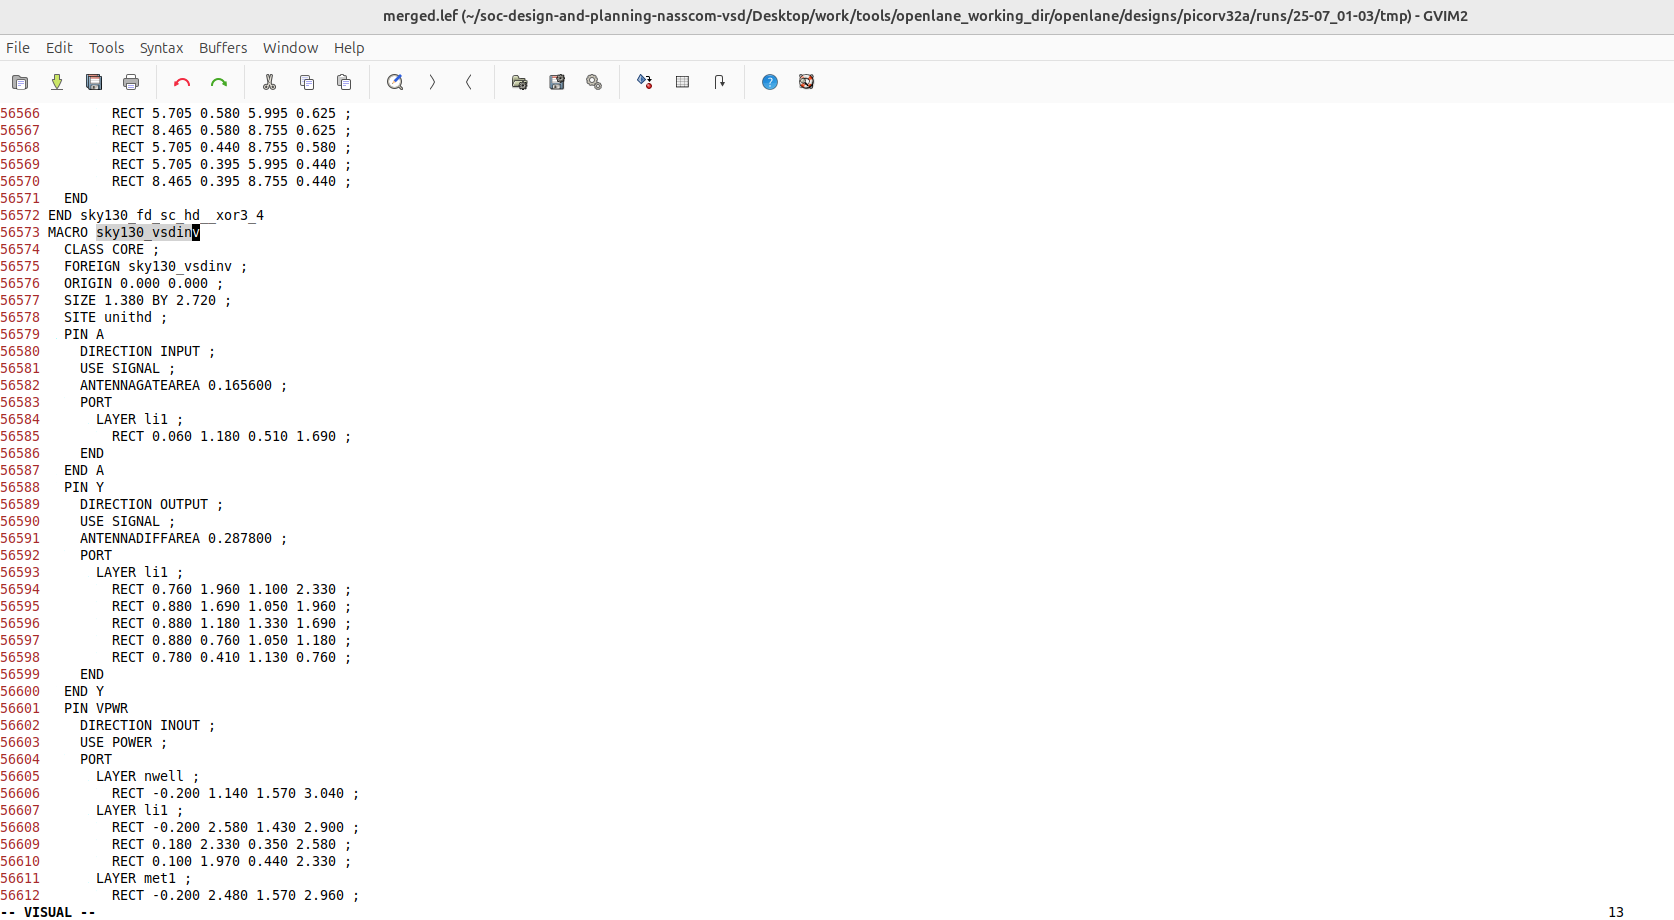 merged.lef (~/soc-design-and-planning-nasscom-vsd/Desktop/work/tools/openlane_working_dir/openlane/designs/picorv32a/runs/25-07_01-03/tmp) - GVIM2
File Edit Tools Syntax Buffers Window Help
56566         RECT 5.705 0.580 5.995 0.625 ;
56567         RECT 8.465 0.580 8.755 0.625 ;
56568         RECT 5.705 0.440 8.755 0.580 ;
56569         RECT 5.705 0.395 5.995 0.440 ;
56570         RECT 8.465 0.395 8.755 0.440 ;
56571   END
56572 END sky130_fd_sc_hd__xor3_4
56573 MACRO sky130_vsdinv
56574   CLASS CORE ;
56575   FOREIGN sky130_vsdinv ;
56576   ORIGIN 0.000 0.000 ;
56577   SIZE 1.380 BY 2.720 ;
56578   SITE unithd ;
56579   PIN A
56580     DIRECTION INPUT ;
56581     USE SIGNAL ;
56582     ANTENNAGATEAREA 0.165600 ;
56583     PORT
56584       LAYER li1 ;
56585         RECT 0.060 1.180 0.510 1.690 ;
56586     END
56587   END A
56588   PIN Y
56589     DIRECTION OUTPUT ;
56590     USE SIGNAL ;
56591     ANTENNADIFFAREA 0.287800 ;
56592     PORT
56593       LAYER li1 ;
56594         RECT 0.760 1.960 1.100 2.330 ;
56595         RECT 0.880 1.690 1.050 1.960 ;
56596         RECT 0.880 1.180 1.330 1.690 ;
56597         RECT 0.880 0.760 1.050 1.180 ;
56598         RECT 0.780 0.410 1.130 0.760 ;
56599     END
56600   END Y
56601   PIN VPWR
56602     DIRECTION INOUT ;
56603     USE POWER ;
56604     PORT
56605       LAYER nwell ;
56606         RECT -0.200 1.140 1.570 3.040 ;
56607       LAYER li1 ;
56608         RECT -0.200 2.580 1.430 2.900 ;
56609         RECT 0.180 2.330 0.350 2.580 ;
56610         RECT 0.100 1.970 0.440 2.330 ;
56611       LAYER met1 ;
56612         RECT -0.200 2.480 1.570 2.960 ;
-- VISUAL -- 13